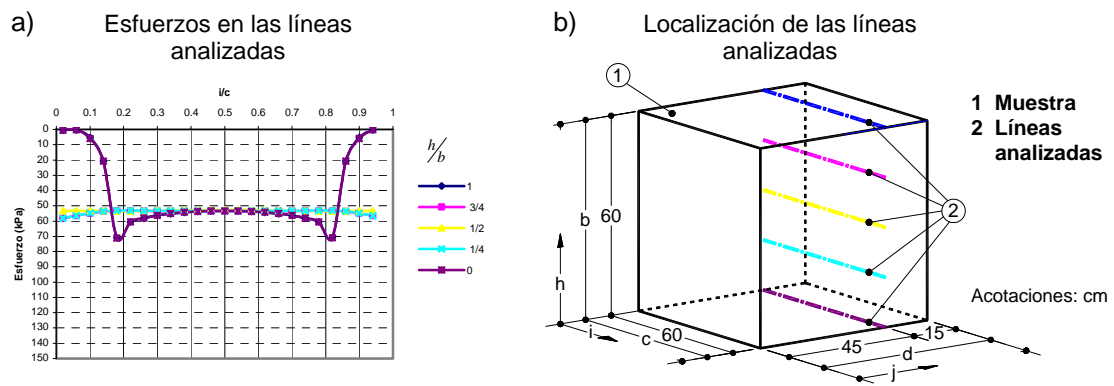 a) Esfuerzos en las líneas
analizadas
i/c
0 0.1 0.2 0.3 0.4 0.5 0.6 0.7 0.8 0.9 1
Esfuerzo (kPa)
0
10
20
30
40
50
60
70
80
90
100
110
120
130
140
150
h/b
1
3/4
1/2
1/4
0
b) Localización de las líneas
analizadas
1
1 Muestra
2 Líneas
analizadas
2
b 60
h
i c 60
45 15
d
j
Acotaciones: cm